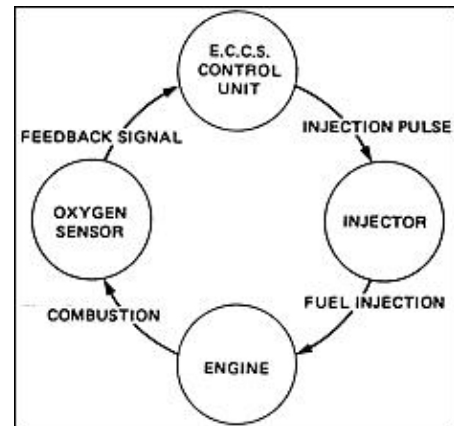 E.C.C.S.
CONTROL
UNIT
FEEDBACK SIGNAL
INJECTION PULSE
OXYGEN
SENSOR
INJECTOR
COMBUSTION
FUEL INJECTION
ENGINE